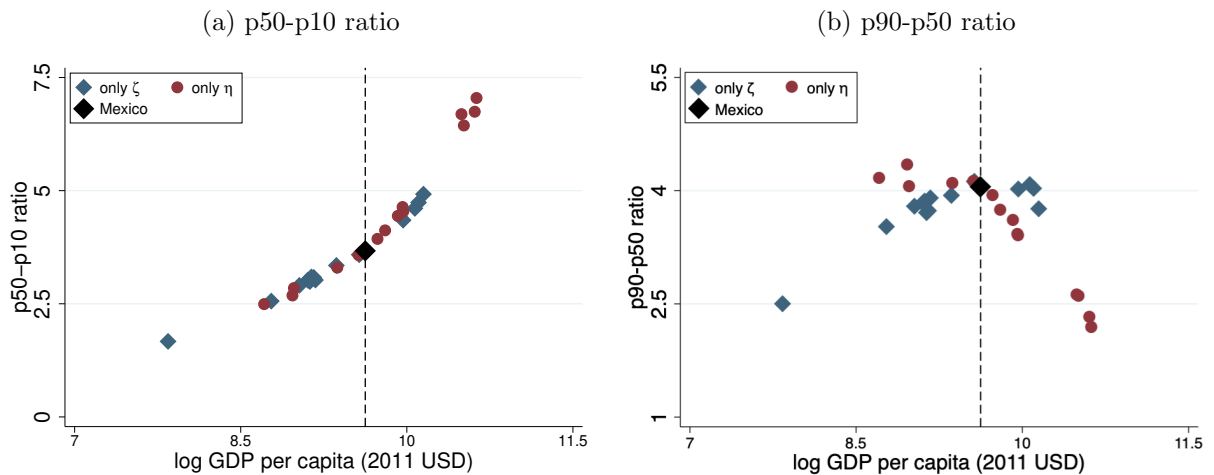 (a) p50-p10 ratio
only ζ
only η
Mexico
7.5
5
2.5
0
p50–p10 ratio
7
8.5
10
11.5
log GDP per capita (2011 USD)
(b) p90-p50 ratio
only ζ
only η
Mexico
5.5
4
2.5
1
p90-p50 ratio
7
8.5
10
11.5
log GDP per capita (2011 USD)